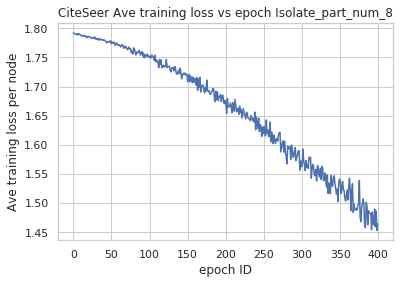 CiteSeer Ave training loss vs epoch Isolate_part_num_8
Ave training loss per node
1.80
1.75
1.70
1.65
1.60
1.55
1.50
1.45
0 50 100 150 200 250 300 350 400
epoch ID